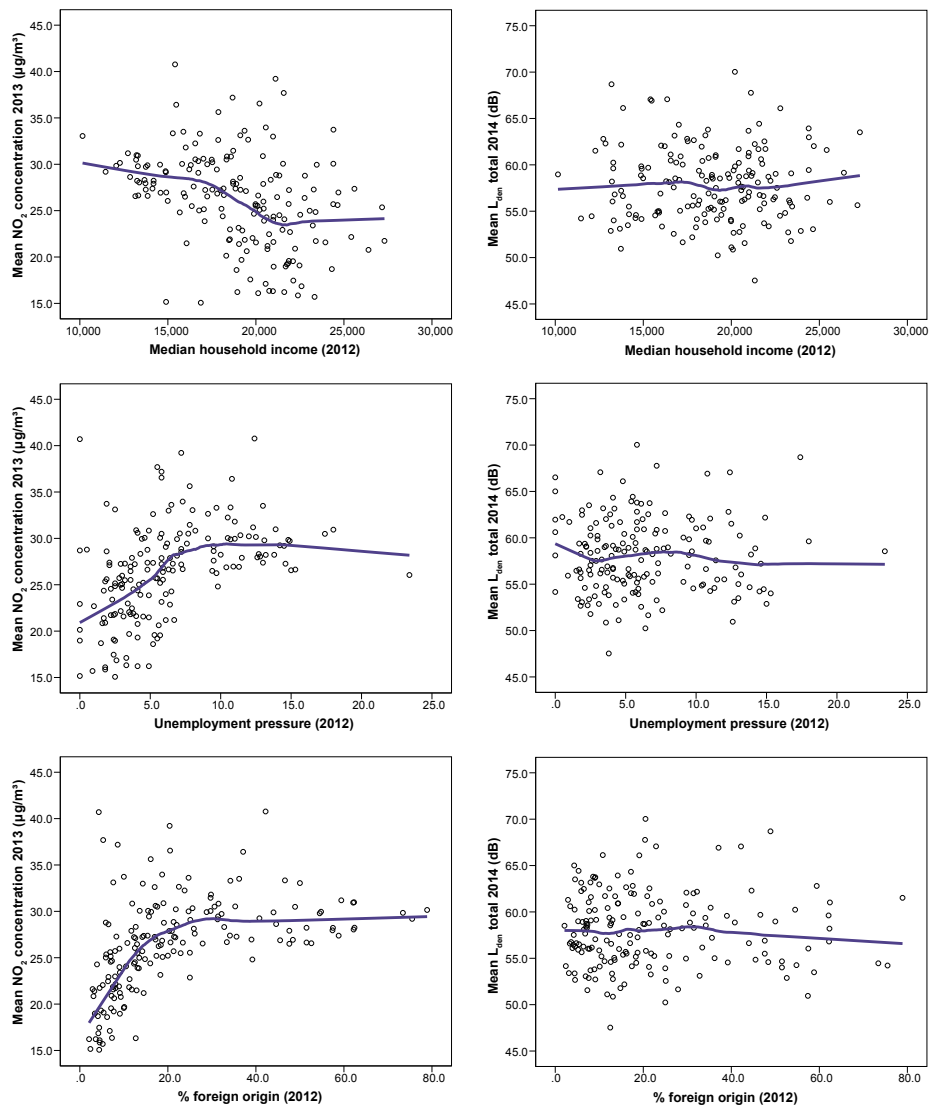 Mean NO₂ concentration 2013 (µg/m³)
45.0
40.0
35.0
30.0
25.0
20.0
15.0
10,000 15,000 20,000 25,000 30,000
Median household income (2012)
Mean Lden total 2014 (dB)
75.0
70.0
65.0
60.0
55.0
50.0
45.0
10,000 15,000 20,000 25,000 30,000
Median household income (2012)
Mean NO₂ concentration 2013 (µg/m³)
45.0
40.0
35.0
30.0
25.0
20.0
15.0
.0 5.0 10.0 15.0 20.0 25.0
Unemployment pressure (2012)
Mean Lden total 2014 (dB)
75.0
70.0
65.0
60.0
55.0
50.0
45.0
.0 5.0 10.0 15.0 20.0 25.0
Unemployment pressure (2012)
Mean NO₂ concentration 2013 (µg/m³)
45.0
40.0
35.0
30.0
25.0
20.0
15.0
.0 20.0 40.0 60.0 80.0
% foreign origin (2012)
Mean Lden total 2014 (dB)
75.0
70.0
65.0
60.0
55.0
50.0
45.0
.0 20.0 40.0 60.0 80.0
% foreign origin (2012)